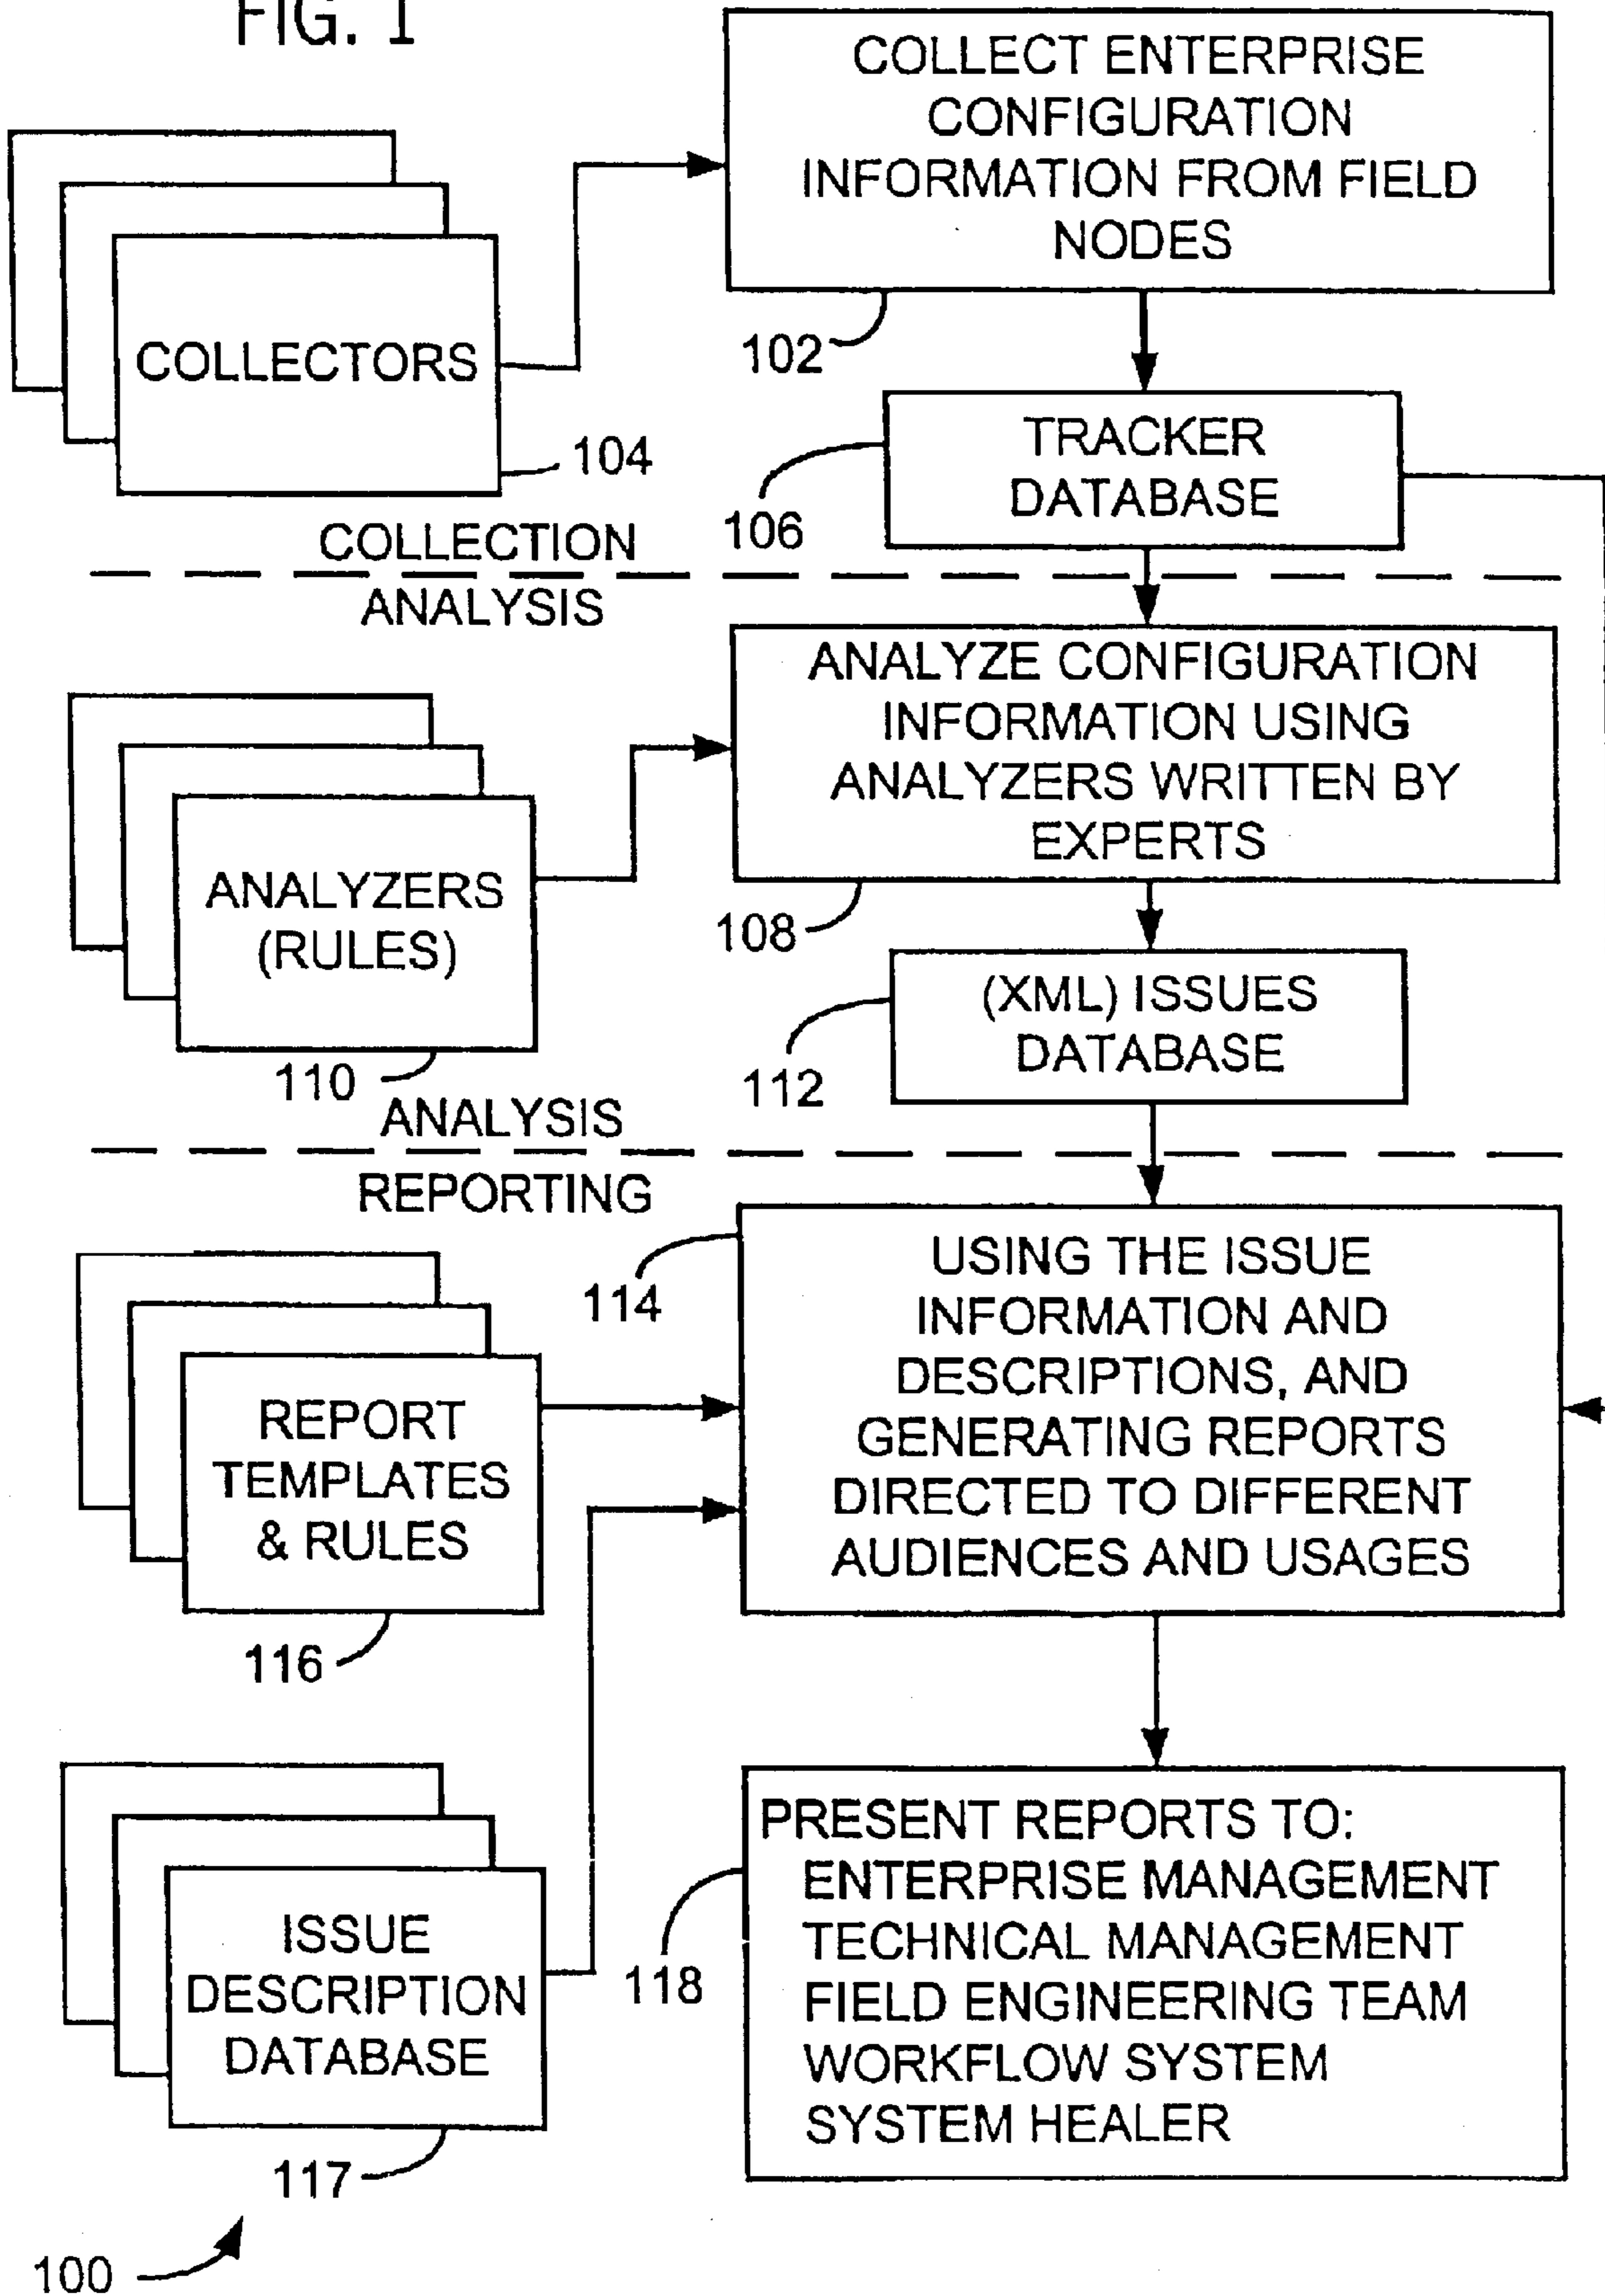 FIG. 1
COLLECT ENTERPRISE
CONFIGURATION
INFORMATION FROM FIELD
NODES
102
COLLECTORS
104
TRACKER
DATABASE
106
COLLECTION
ANALYSIS
ANALYZE CONFIGURATION
INFORMATION USING
ANALYZERS WRITTEN BY
EXPERTS
108
ANALYZERS
(RULES)
110
(XML) ISSUES
DATABASE
112
ANALYSIS
REPORTING
114
USING THE ISSUE
INFORMATION AND
DESCRIPTIONS, AND
GENERATING REPORTS
DIRECTED TO DIFFERENT
AUDIENCES AND USAGES
REPORT
TEMPLATES
& RULES
116
ISSUE
DESCRIPTION
DATABASE
117
PRESENT REPORTS TO:
ENTERPRISE MANAGEMENT
TECHNICAL MANAGEMENT
FIELD ENGINEERING TEAM
WORKFLOW SYSTEM
SYSTEM HEALER
118
100